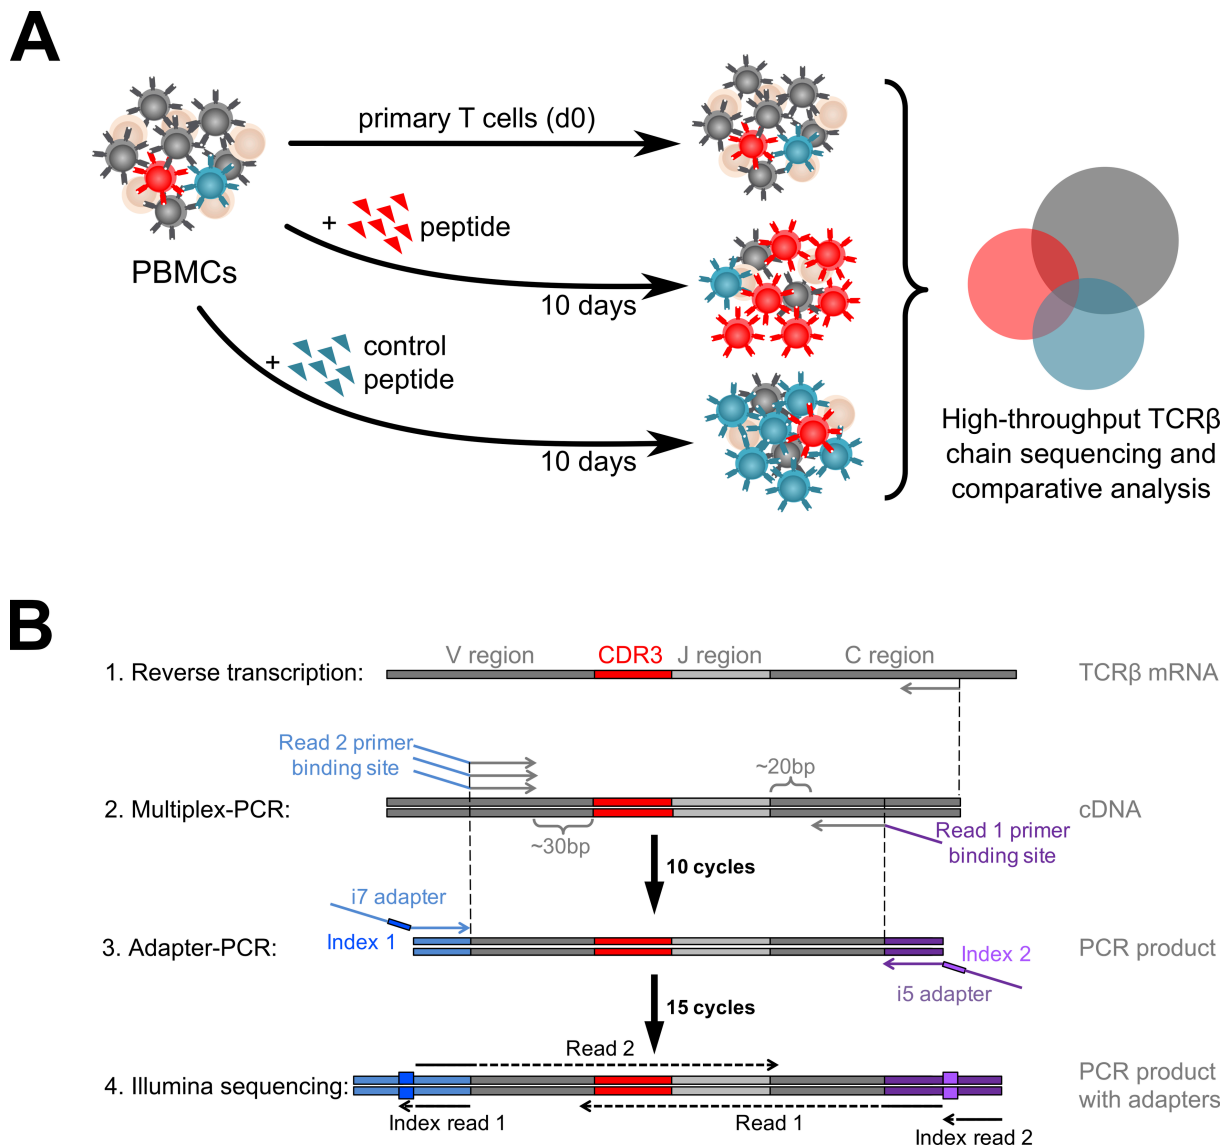 A
primary T cells (d0)
+
peptide
PBMCs
10 days
+
control
peptide
10 days
High-throughput TCRβ
chain sequencing and
comparative analysis
B
V region
CDR3
J region
C region
1. Reverse transcription:
TCRβ mRNA
Read 2 primer
binding site
~20bp
2. Multiplex-PCR:
cDNA
~30bp
Read 1 primer
binding site
10 cycles
i7 adapter
Index 1
3. Adapter-PCR:
PCR product
Index 2
i5 adapter
15 cycles
Read 2
4. Illumina sequencing:
PCR product
with adapters
Index read 1
Read 1
Index read 2